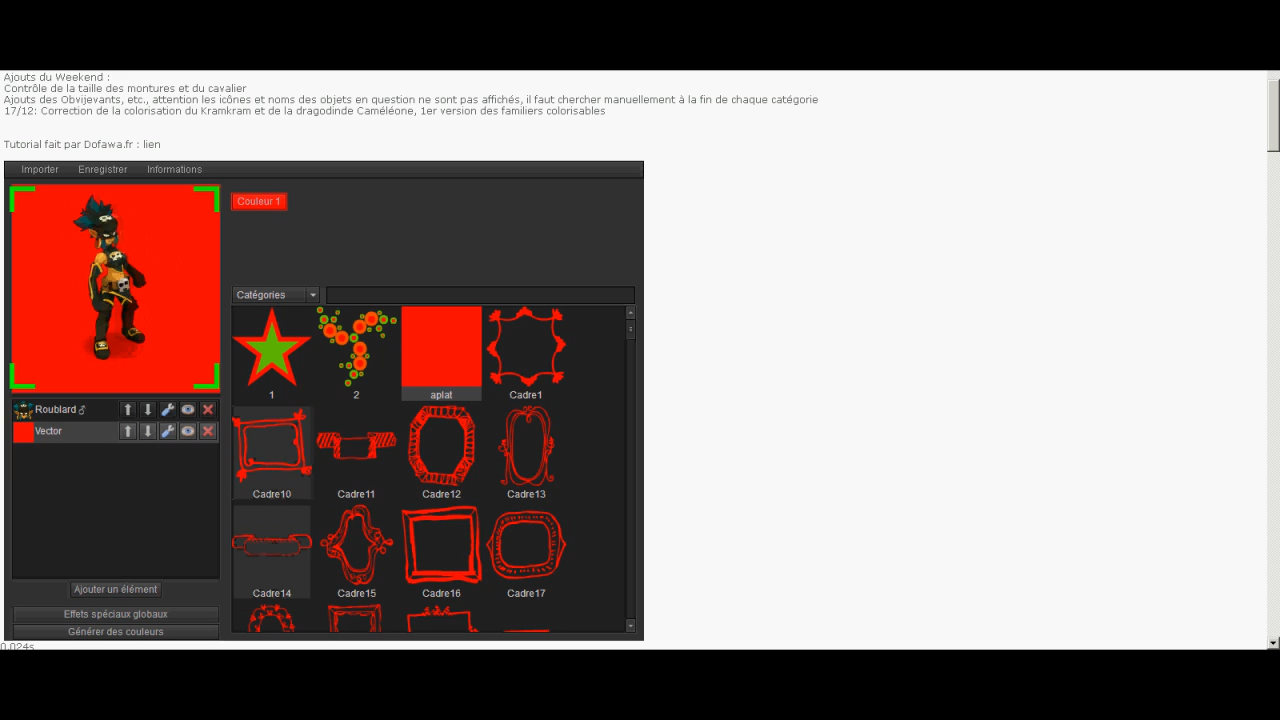 Ajouts du Weekend :
Contrôle de la taille des montures et du cavalier
Ajouts des Obvijevants, etc., attention les icônes et noms des objets en question ne sont pas affichés, il faut chercher manuellement à la fin de chaque catégorie
17/12: Correction de la colorisation du Kramkram et de la dragodinde Caméléone, 1er version des familiers colorisables
Tutorial fait par Dofawa.fr : lien
Importer Enregistrer Informations
Couleur 1
Catégories
1 2 aplat Cadre1
Roublard ♂
Vector
Cadre10 Cadre11 Cadre12 Cadre13
Cadre14 Cadre15 Cadre16 Cadre17
Ajouter un élément
Effets spéciaux globaux
Générer des couleurs
0.024s